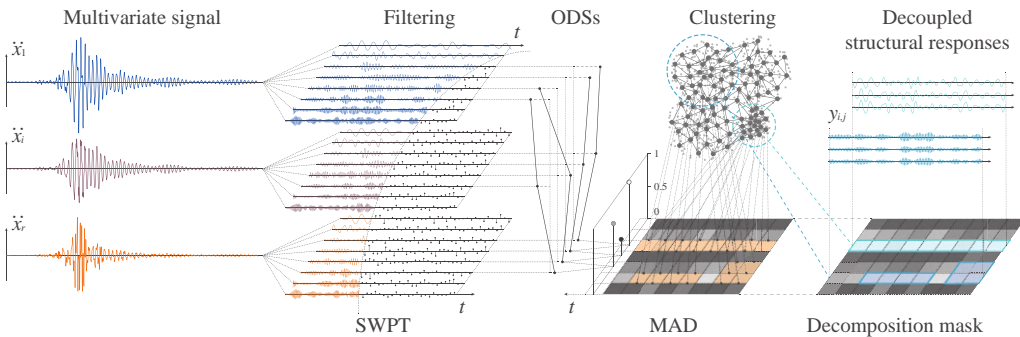 Multivariate signal
Filtering
ODSs
Clustering
Decoupled
structural responses
ẍ₁
ẍᵢ
ẍᵣ
t
t
t
1
0.5
0
yᵢ,ⱼ
SWPT
MAD
Decomposition mask